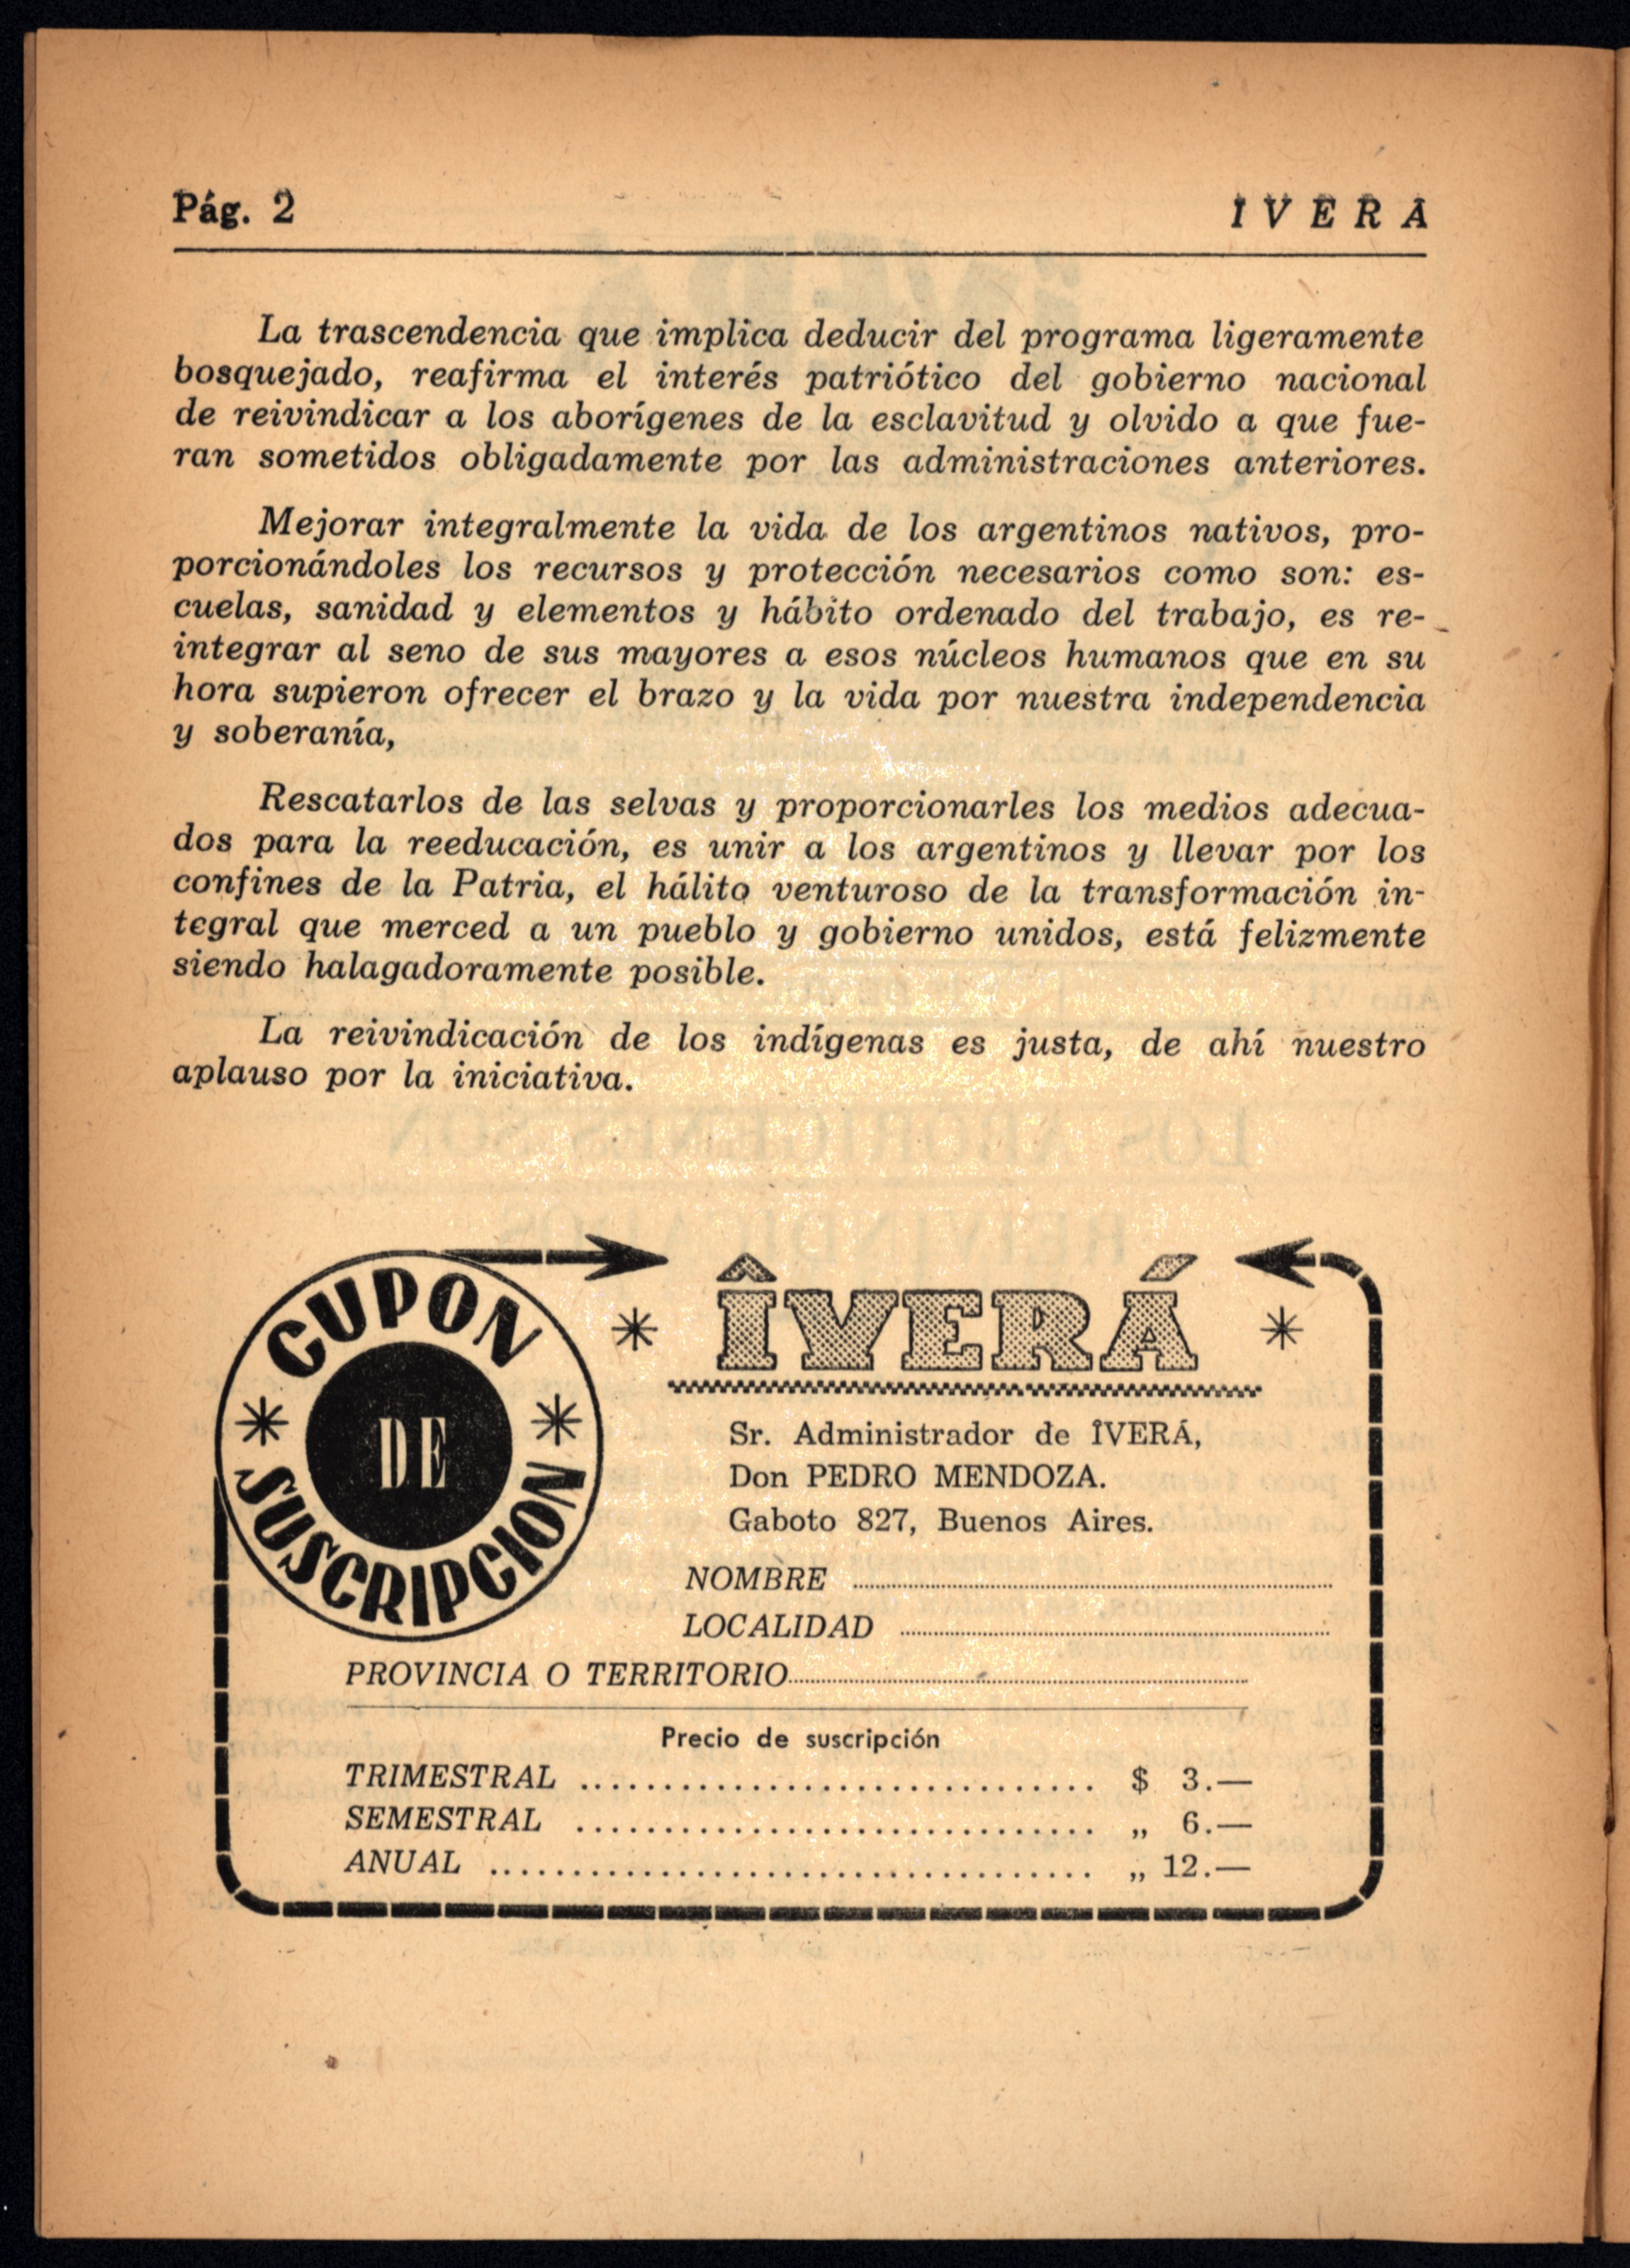 Pág. 2
IVERA
La trascendencia que implica deducir del programa ligeramente
bosquejado, reafirma el interés patriótico del gobierno nacional
de reivindicar a los aborígenes de la esclavitud y olvido a que fue-
ran sometidos obligadamente por las administraciones anteriores.
Mejorar integralmente la vida de los argentinos nativos, pro-
porcionándoles los recursos y protección necesarios como son: es-
cuelas, sanidad y elementos y hábito ordenado del trabajo, es re-
integrar al seno de sus mayores a esos núcleos humanos que en su
hora supieron ofrecer el brazo y la vida por nuestra independencia
y soberanía,
Rescatarlos de las selvas y proporcionarles los medios adecua-
dos para la reeducación, es unir a los argentinos y llevar por los
confines de la Patria, el hálito venturoso de la transformación in-
tegral que merced a un pueblo y gobierno unidos, está felizmente
siendo halagadoramente posible.
La reivindicación de los indígenas es justa, de ahí nuestro
aplauso por la iniciativa.
CUPON
DE
SUSCRIPCION
* ÎVERÁ *
Sr. Administrador de ÎVERÁ,
Don PEDRO MENDOZA.
Gaboto 827, Buenos Aires.
NOMBRE
LOCALIDAD
PROVINCIA O TERRITORIO
Precio de suscripción
TRIMESTRAL .............................. $ 3.—
SEMESTRAL .............................. „ 6.—
ANUAL .................................. „ 12.—